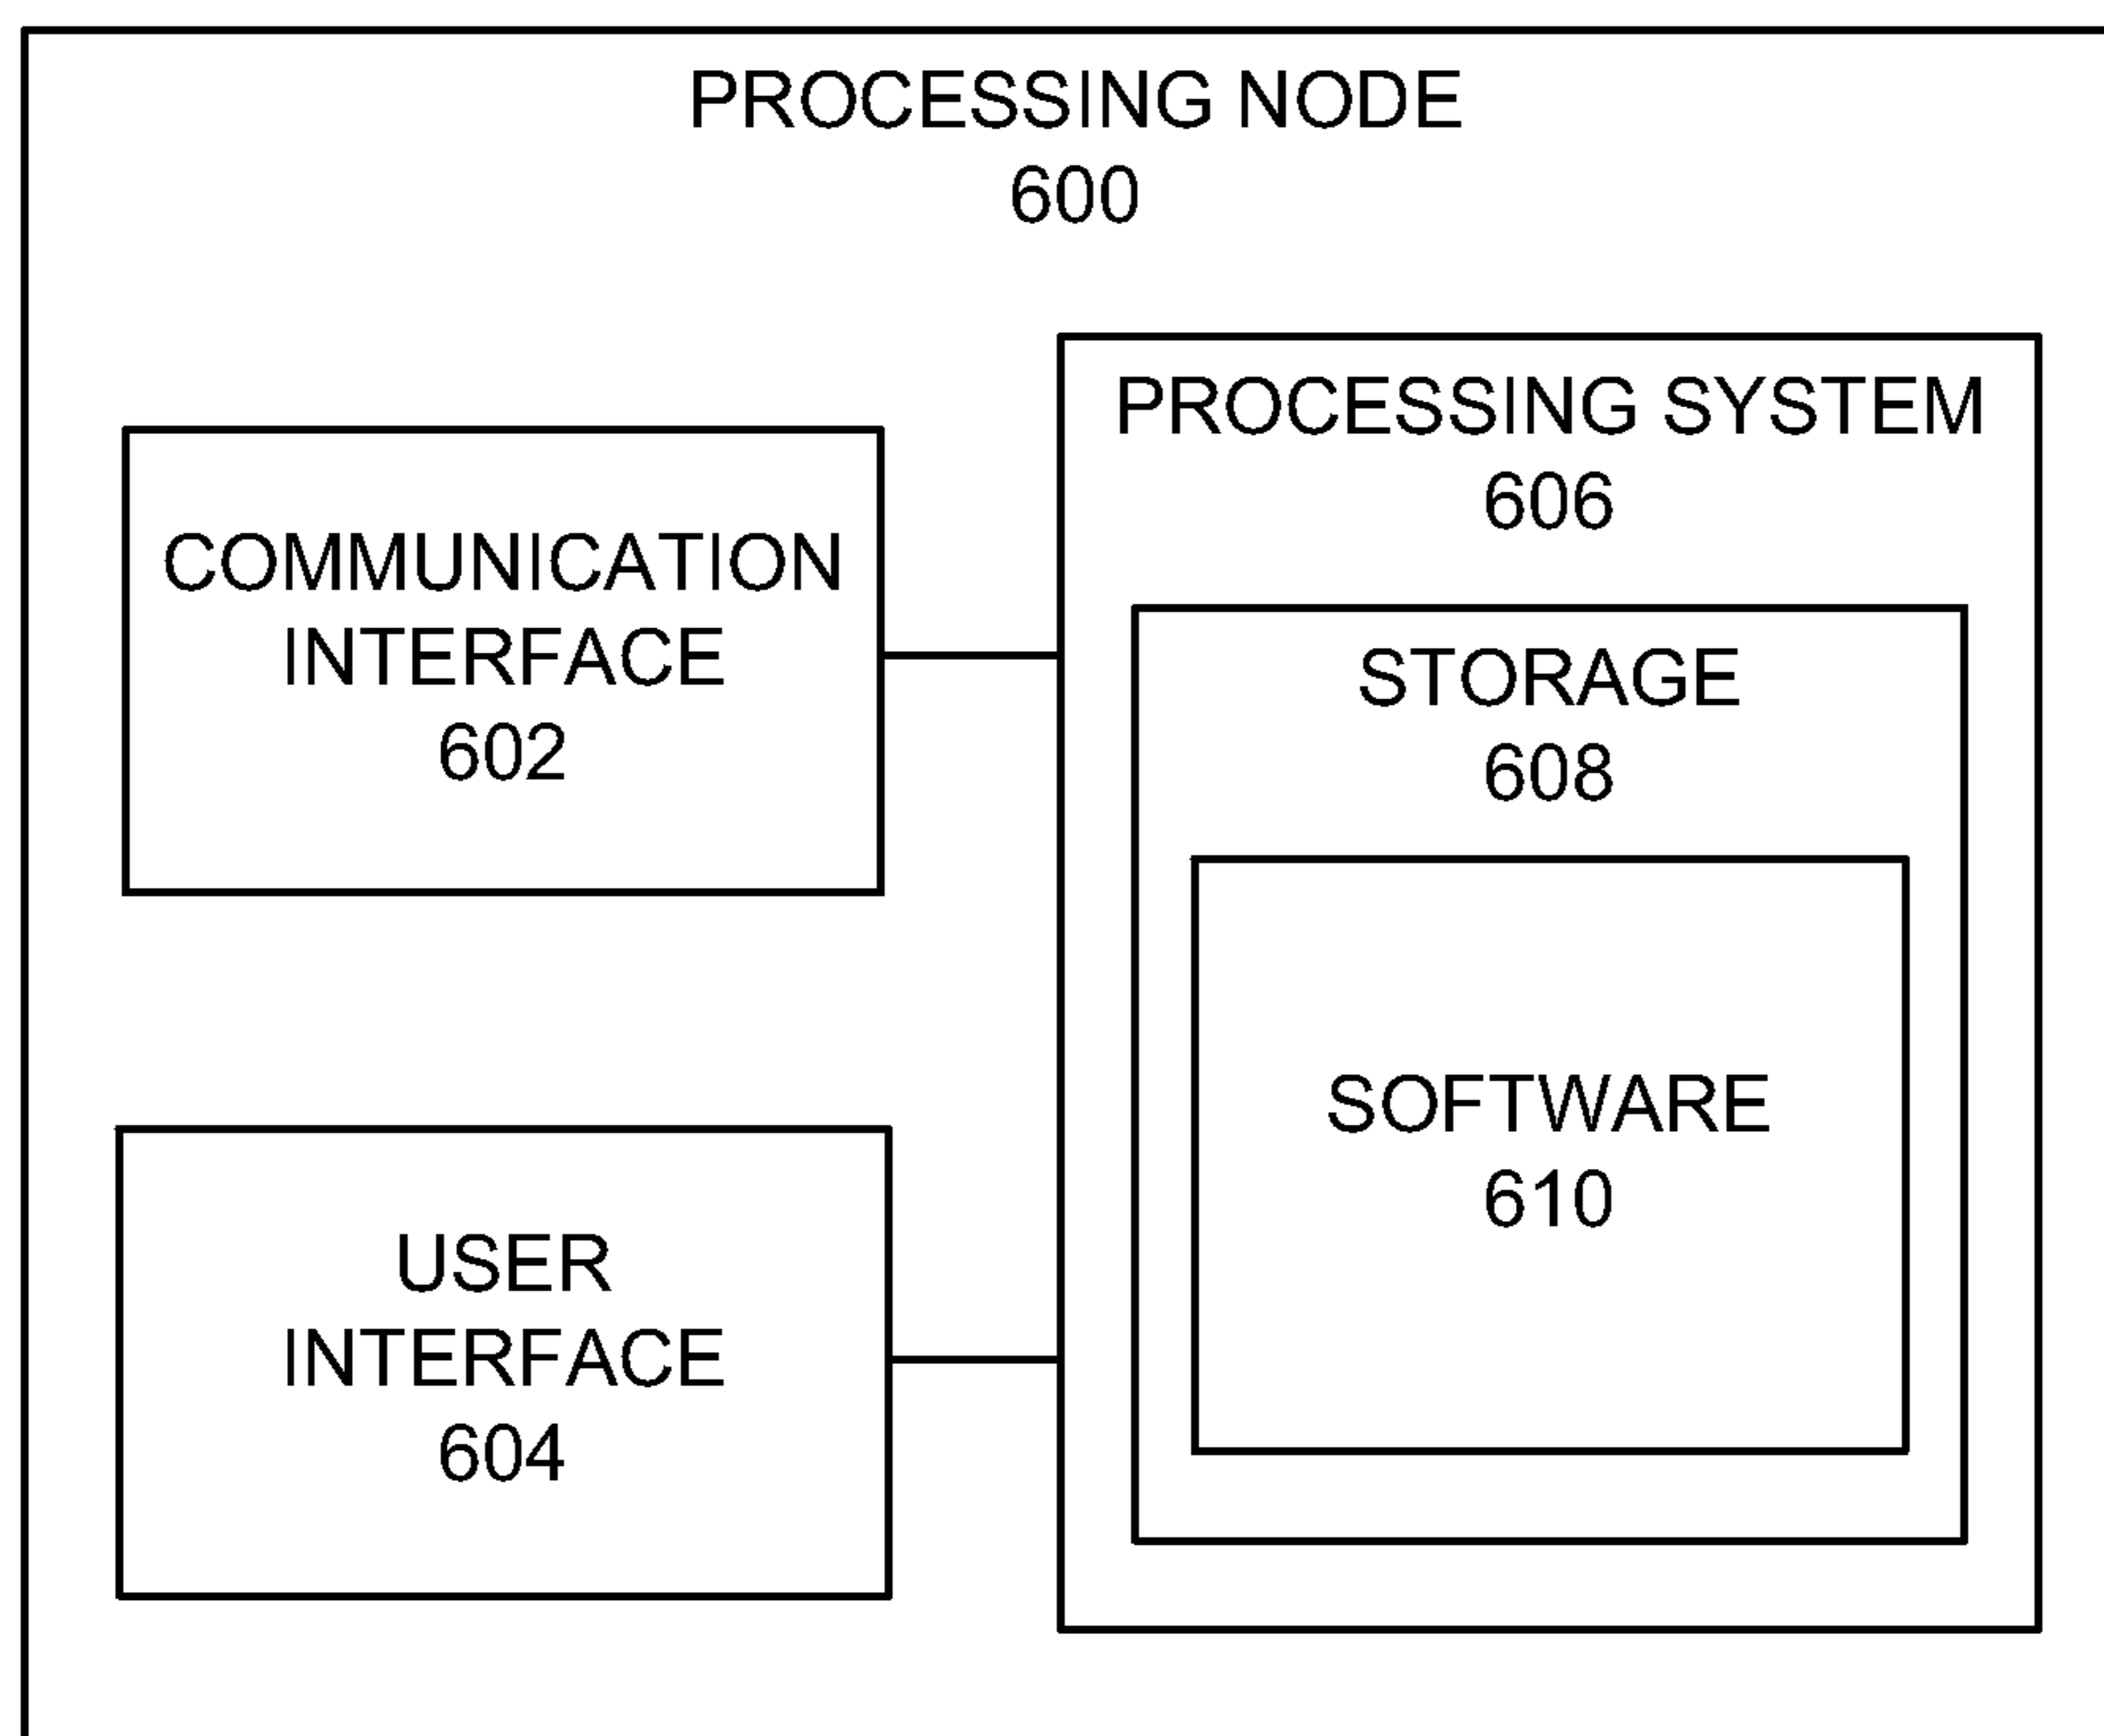 PROCESSING NODE
600
PROCESSING SYSTEM
606
COMMUNICATION
INTERFACE
602
STORAGE
608
SOFTWARE
610
USER
INTERFACE
604